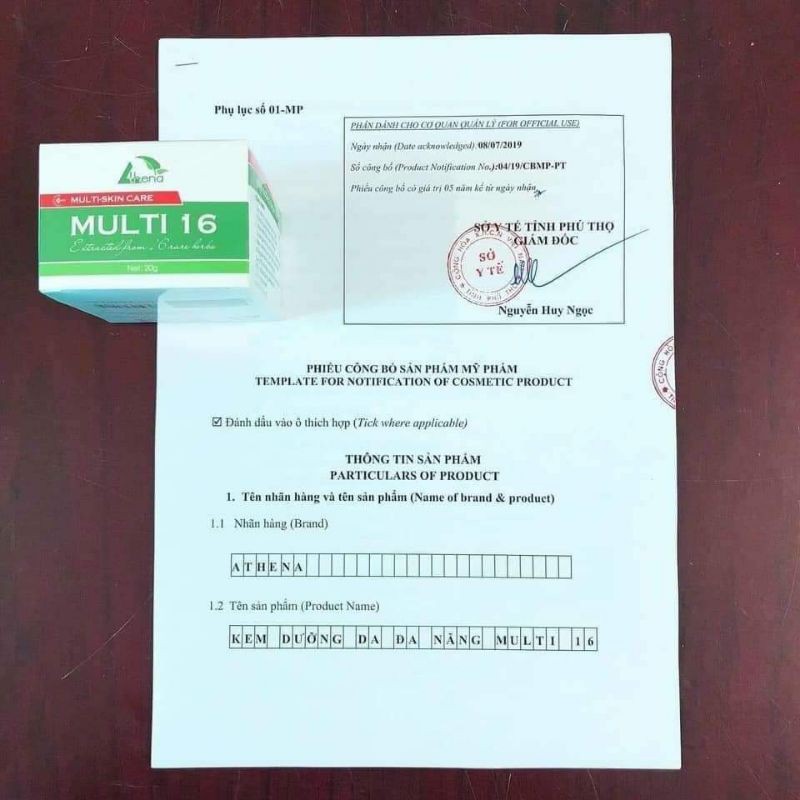 Phụ lục số 01-MP
PHẦN DÀNH CHO CƠ QUAN QUẢN LÝ (FOR OFFICIAL USE)
Ngày nhận (Date acknowledged):08/07/2019
Số công bố (Product Notification No.):04/19/CBMP-PT
Phiếu công bố có giá trị 05 năm kể từ ngày nhận
SỞ Y TẾ TỈNH PHÚ THỌ
GIÁM ĐỐC
SỞ
Y TẾ
Nguyễn Huy Ngọc
Athena
MULTI-SKIN CARE
MULTI 16
Extracted from 16 rare herbs
Net: 20g
PHIẾU CÔNG BỐ SẢN PHẨM MỸ PHẨM
TEMPLATE FOR NOTIFICATION OF COSMETIC PRODUCT
☑ Đánh dấu vào ô thích hợp (Tick where applicable)
THÔNG TIN SẢN PHẨM
PARTICULARS OF PRODUCT
1. Tên nhãn hàng và tên sản phẩm (Name of brand & product)
1.1 Nhãn hàng (Brand)
ATHENA
1.2 Tên sản phẩm (Product Name)
KEM DƯỠNG DA ĐA NĂNG MULTI 16